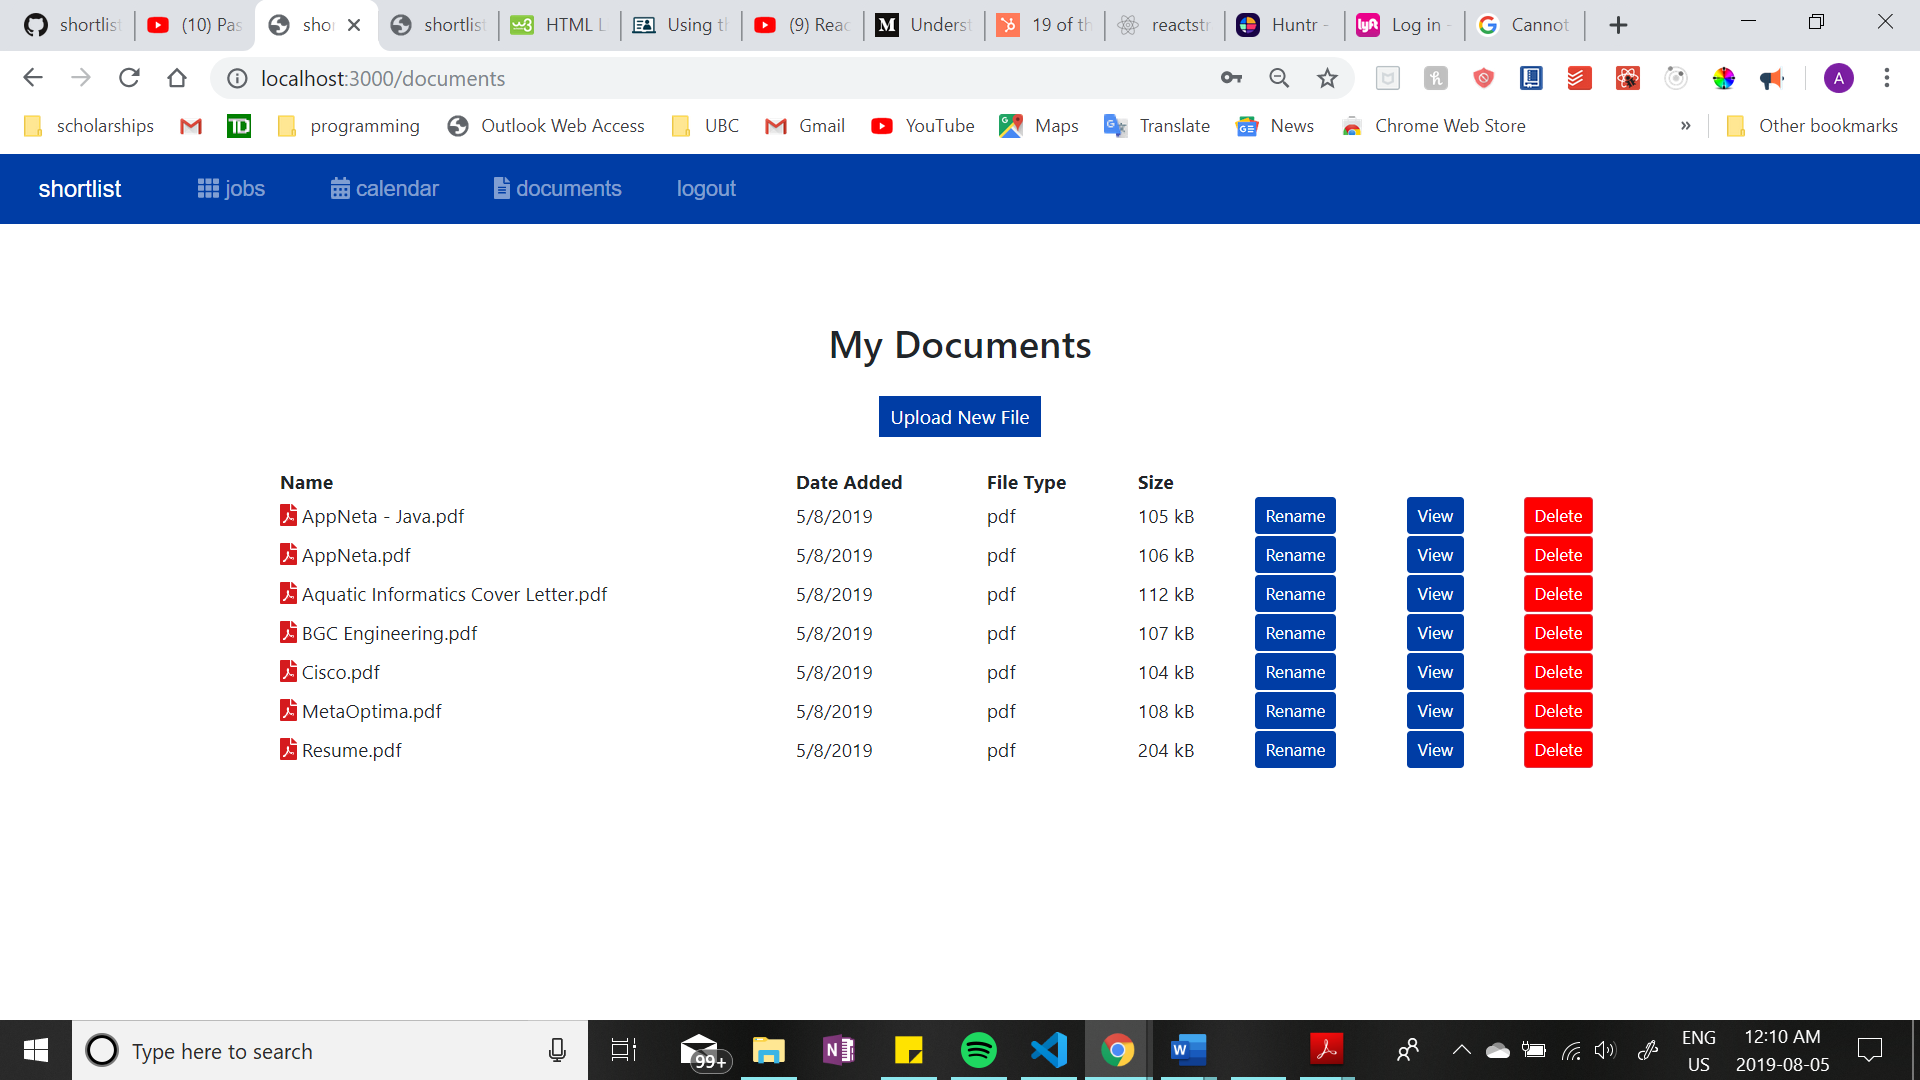 shortlist (10) Pas shor shortlist HTML L Using th (9) Reac Underst 19 of th reactstr Huntr - Log in - Cannot
localhost:3000/documents
A
scholarships programming Outlook Web Access UBC Gmail YouTube Maps Translate News Chrome Web Store » Other bookmarks
shortlist jobs calendar documents logout
My Documents
Upload New File
Name Date Added File Type Size
AppNeta - Java.pdf 5/8/2019 pdf 105 kB Rename View Delete
AppNeta.pdf 5/8/2019 pdf 106 kB Rename View Delete
Aquatic Informatics Cover Letter.pdf 5/8/2019 pdf 112 kB Rename View Delete
BGC Engineering.pdf 5/8/2019 pdf 107 kB Rename View Delete
Cisco.pdf 5/8/2019 pdf 104 kB Rename View Delete
MetaOptima.pdf 5/8/2019 pdf 108 kB Rename View Delete
Resume.pdf 5/8/2019 pdf 204 kB Rename View Delete
Type here to search 99+ ENG 12:10 AM
US 2019-08-05